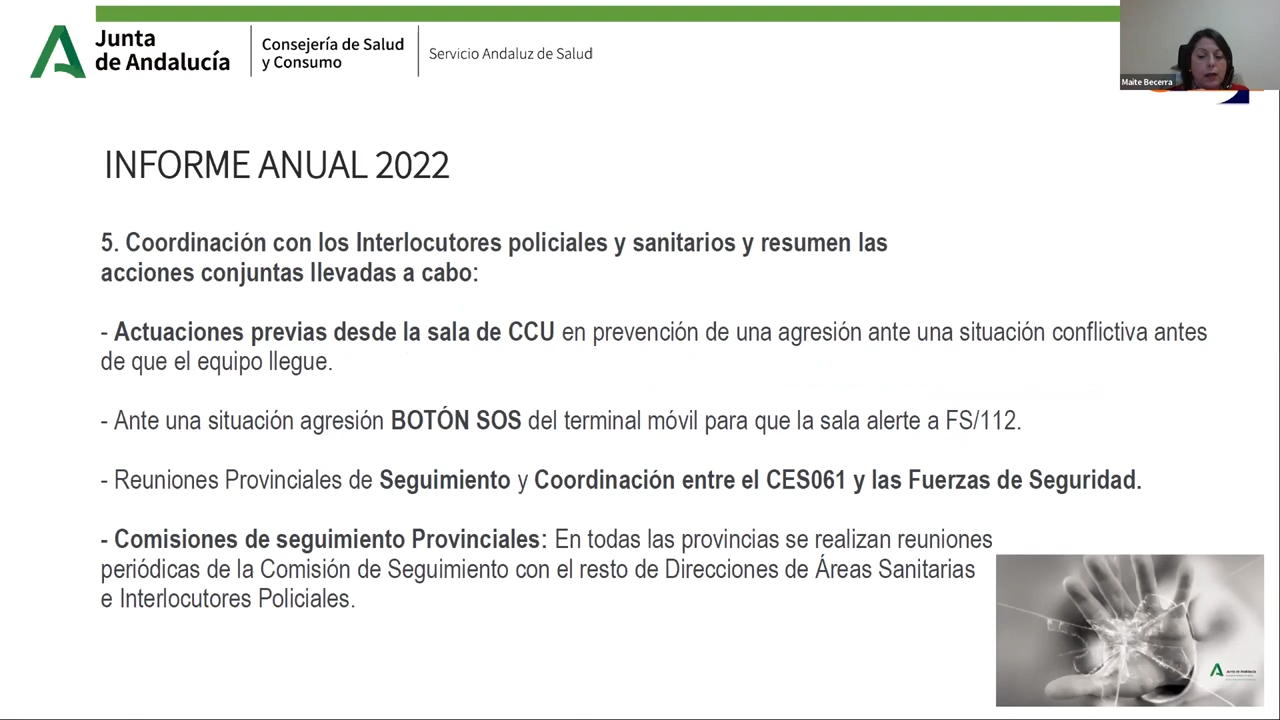 Junta
de Andalucía
Consejería de Salud
y Consumo
Servicio Andaluz de Salud
Maite Becerra
INFORME ANUAL 2022
5. Coordinación con los Interlocutores policiales y sanitarios y resumen las
acciones conjuntas llevadas a cabo:
- Actuaciones previas desde la sala de CCU en prevención de una agresión ante una situación conflictiva antes
de que el equipo llegue.
- Ante una situación agresión BOTÓN SOS del terminal móvil para que la sala alerte a FS/112.
- Reuniones Provinciales de Seguimiento y Coordinación entre el CES061 y las Fuerzas de Seguridad.
- Comisiones de seguimiento Provinciales: En todas las provincias se realizan reuniones
periódicas de la Comisión de Seguimiento con el resto de Direcciones de Áreas Sanitarias
e Interlocutores Policiales.
Junta de Andalucía